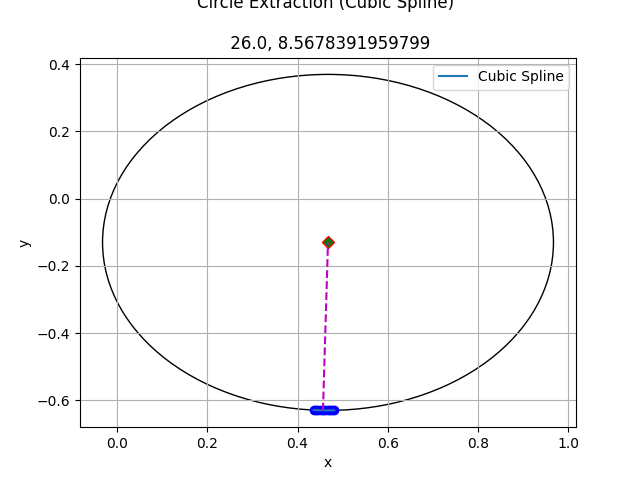 Circle Extraction (Cubic Spline)
26.0, 8.5678391959799
Cubic Spline
0.4
0.2
0.0
−0.2
−0.4
−0.6
y
0.0 0.2 0.4 0.6 0.8 1.0
x